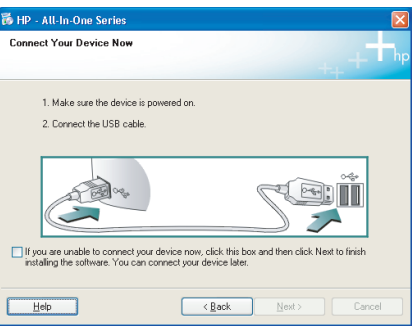 HP - All-In-One Series
Connect Your Device Now
hp
1. Make sure the device is powered on.
2. Connect the USB cable.
If you are unable to connect your device now, click this box and then click Next to finish
installing the software. You can connect your device later.
Help
< Back
Next >
Cancel